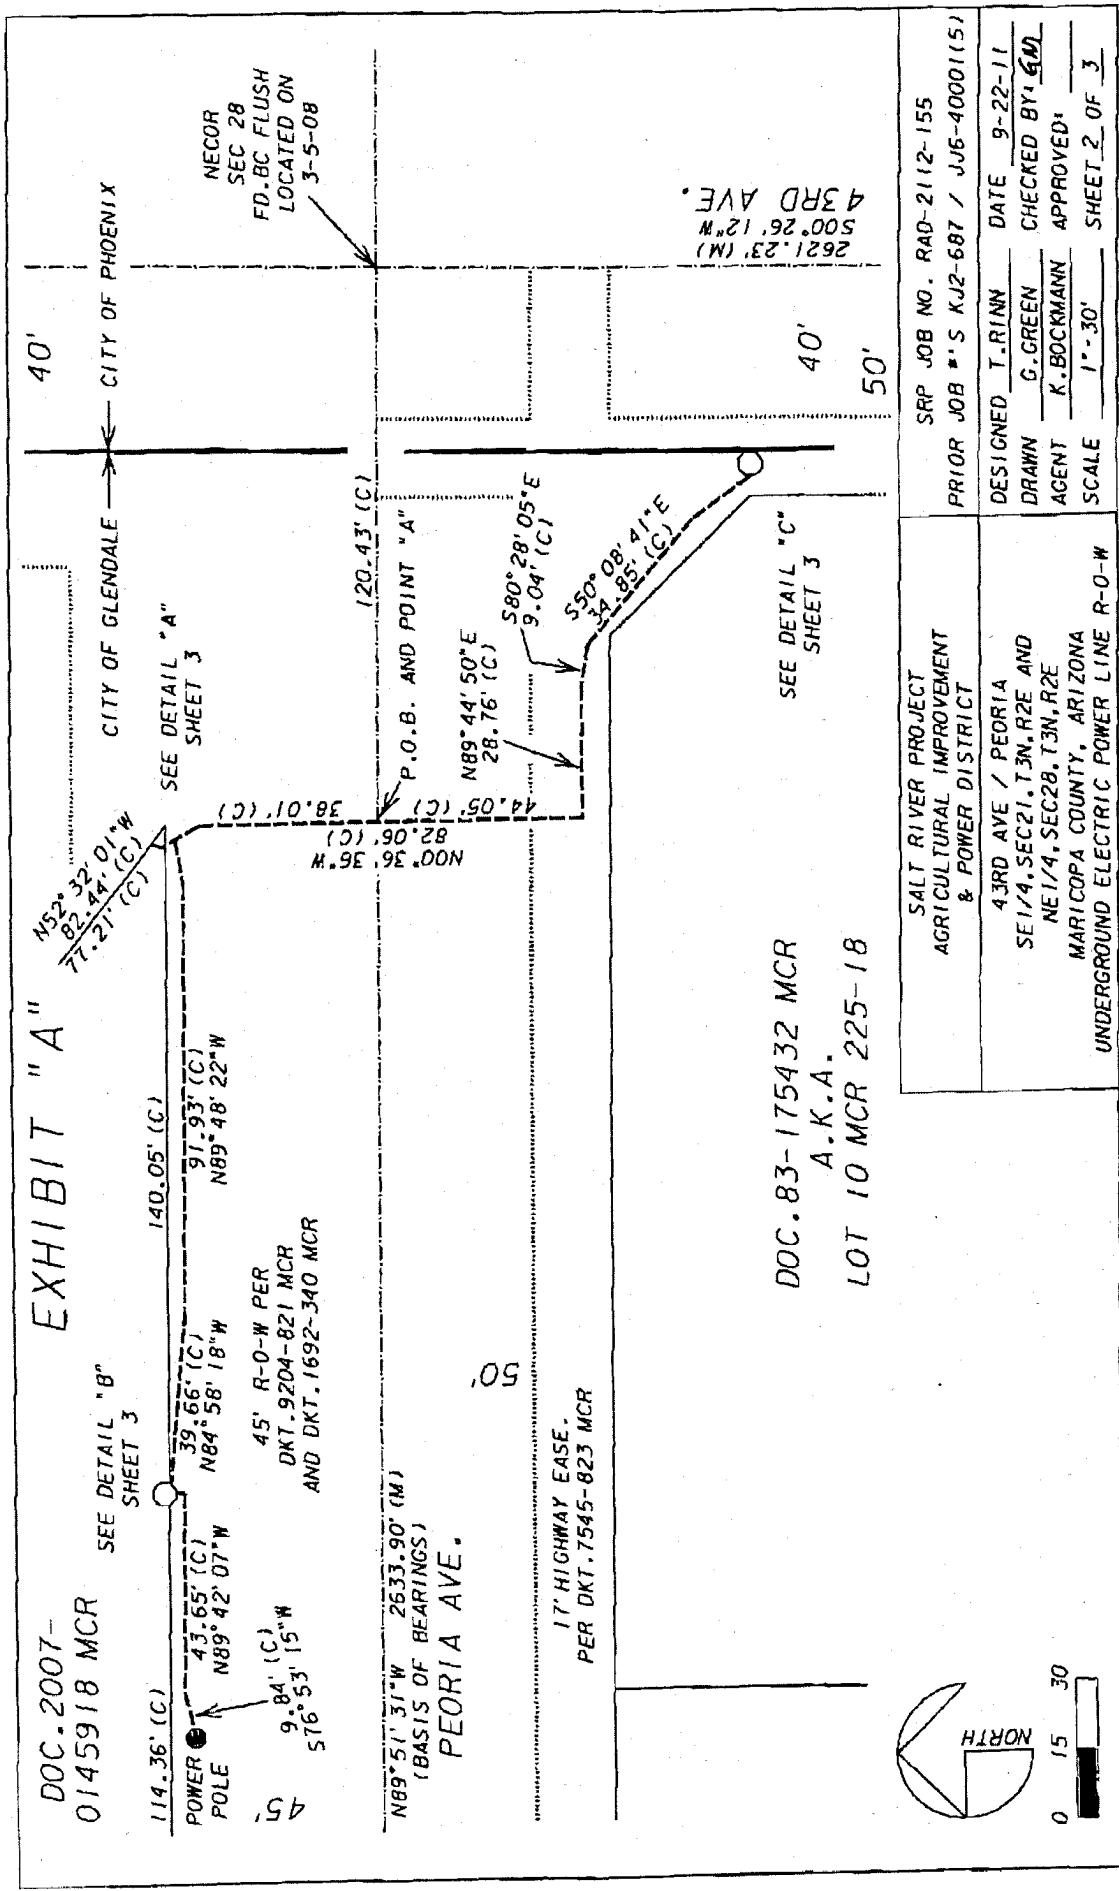 EXHIBIT "A"
DOC.2007-
0145918 MCR
SEE DETAIL "B"
SHEET 3
114.36' (C)
140.05' (C)
POWER
POLE
43.65' (C)
N89°42'07"W
39.66' (C)
N84°58'18"W
91.93' (C)
N89°48'22"W
9.84' (C)
S76°53'15"W
45'
45' R-O-W PER
DKT.9204-821 MCR
AND DKT.1692-340 MCR
N52°32'01"W
82.44' (C)
77.21' (C)
SEE DETAIL "A"
SHEET 3
CITY OF GLENDALE
CITY OF PHOENIX
40'
NECOR
SEC 28
FD.BC FLUSH
LOCATED ON
3-5-08
N00°36'36"W
82.06' (C)
38.01' (C)
44.05' (C)
120.43' (C)
P.O.B. AND POINT "A"
N89°51'31"W 2633.90' (M)
(BASIS OF BEARINGS)
PEORIA AVE.
50'
N89°44'50"E
28.76' (C)
S80°28'05"E
9.04' (C)
S50°08'41"E
34.85' (C)
2621.23' (M)
S00°26'12"W
43RD AVE.
17' HIGHWAY EASE.
PER DKT.7545-823 MCR
SEE DETAIL "C"
SHEET 3
40'
50'
DOC.83-175432 MCR
A.K.A.
LOT 10 MCR 225-18
NORTH
0 15 30
SALT RIVER PROJECT
AGRICULTURAL IMPROVEMENT
& POWER DISTRICT
43RD AVE / PEORIA
SE1/4,SEC21,T3N,R2E AND
NE1/4,SEC28,T3N,R2E
MARICOPA COUNTY, ARIZONA
UNDERGROUND ELECTRIC POWER LINE R-O-W
SRP JOB NO. RAD-2112-155
PRIOR JOB #'S KJ2-687 / JJ6-40001(5)
DESIGNED T.RINN DATE 9-22-11
DRAWN G.GREEN CHECKED BY: GM
AGENT K.BOCKMANN APPROVED:
SCALE 1"-30' SHEET 2 OF 3